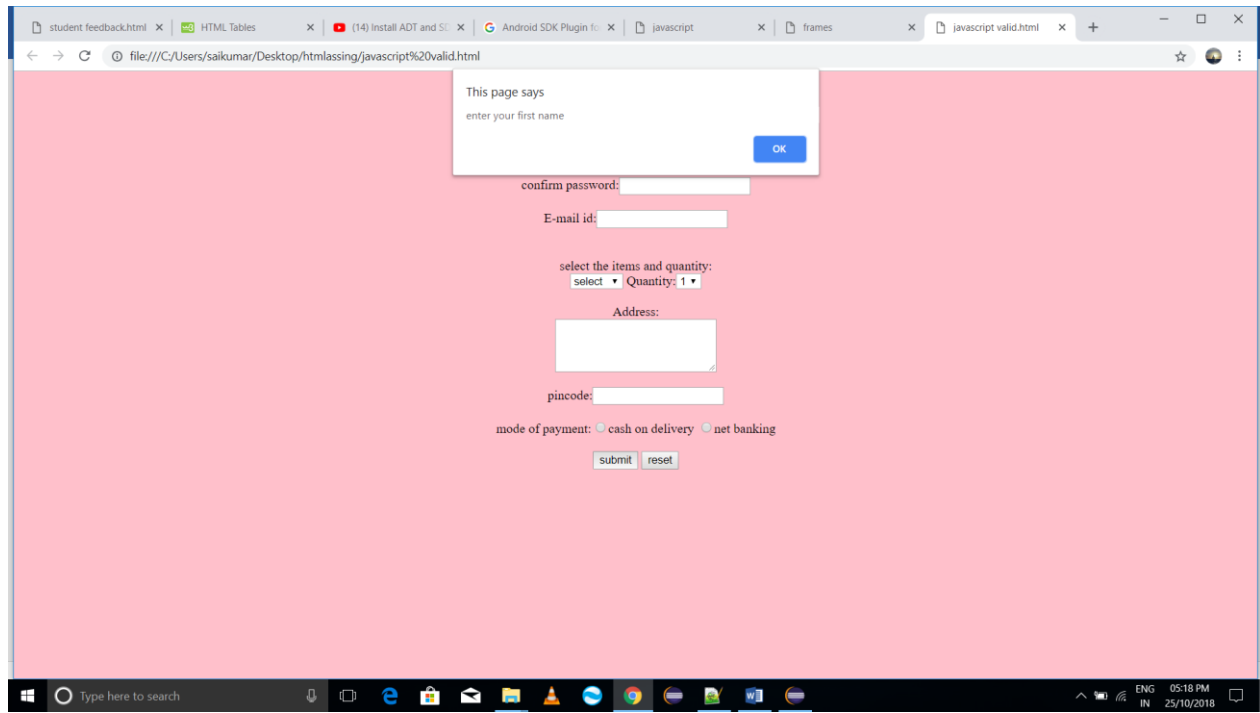 student feedback.html
HTML Tables
(14) Install ADT and S
Android SDK Plugin fo
javascript
frames
javascript valid.html
file:///C:/Users/saikumar/Desktop/htmlassing/javascript%20valid.html
This page says
enter your first name
OK
confirm password:
E-mail id:
select the items and quantity:
select Quantity: 1
Address:
pincode:
mode of payment: cash on delivery net banking
submit reset
Type here to search
ENG 05:18 PM
IN 25/10/2018